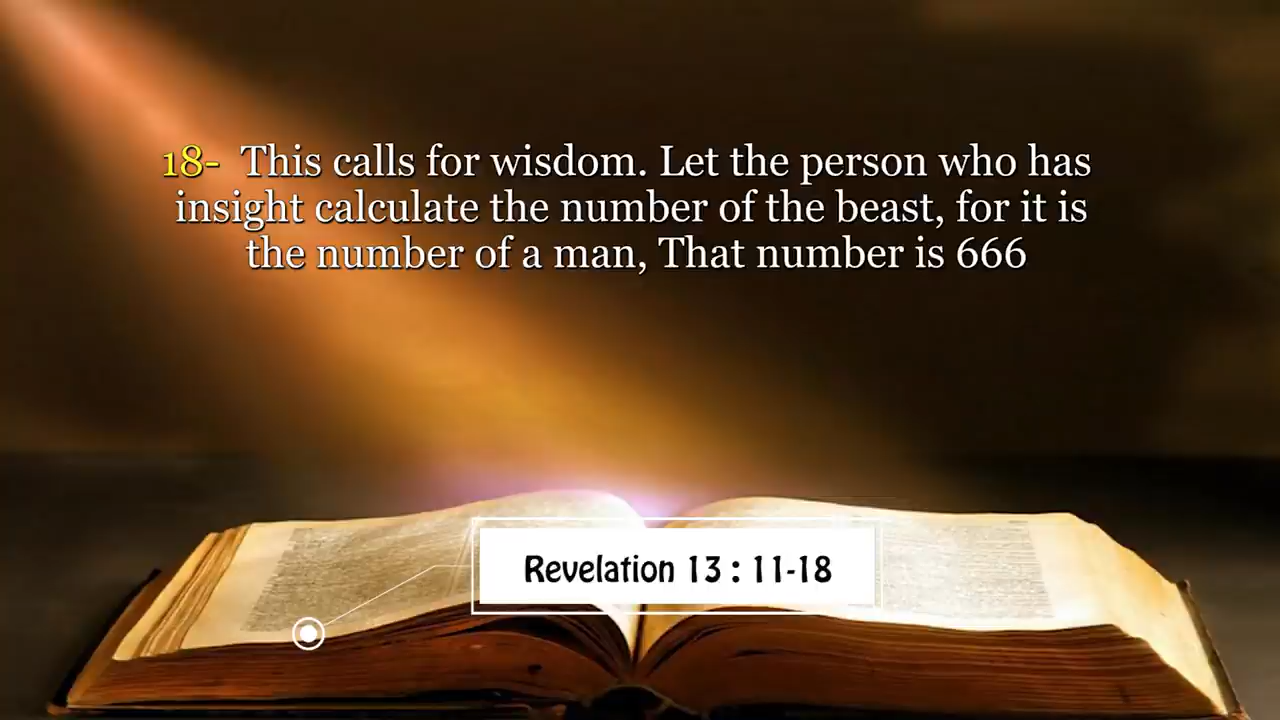 18- This calls for wisdom. Let the person who has
insight calculate the number of the beast, for it is
the number of a man, That number is 666
Revelation 13 : 11-18